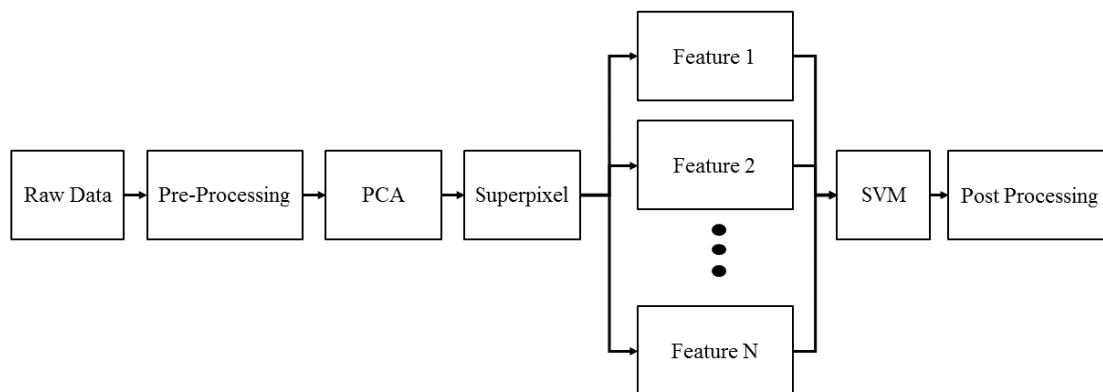 Raw Data
Pre-Processing
PCA
Superpixel
Feature 1
Feature 2
Feature N
SVM
Post Processing